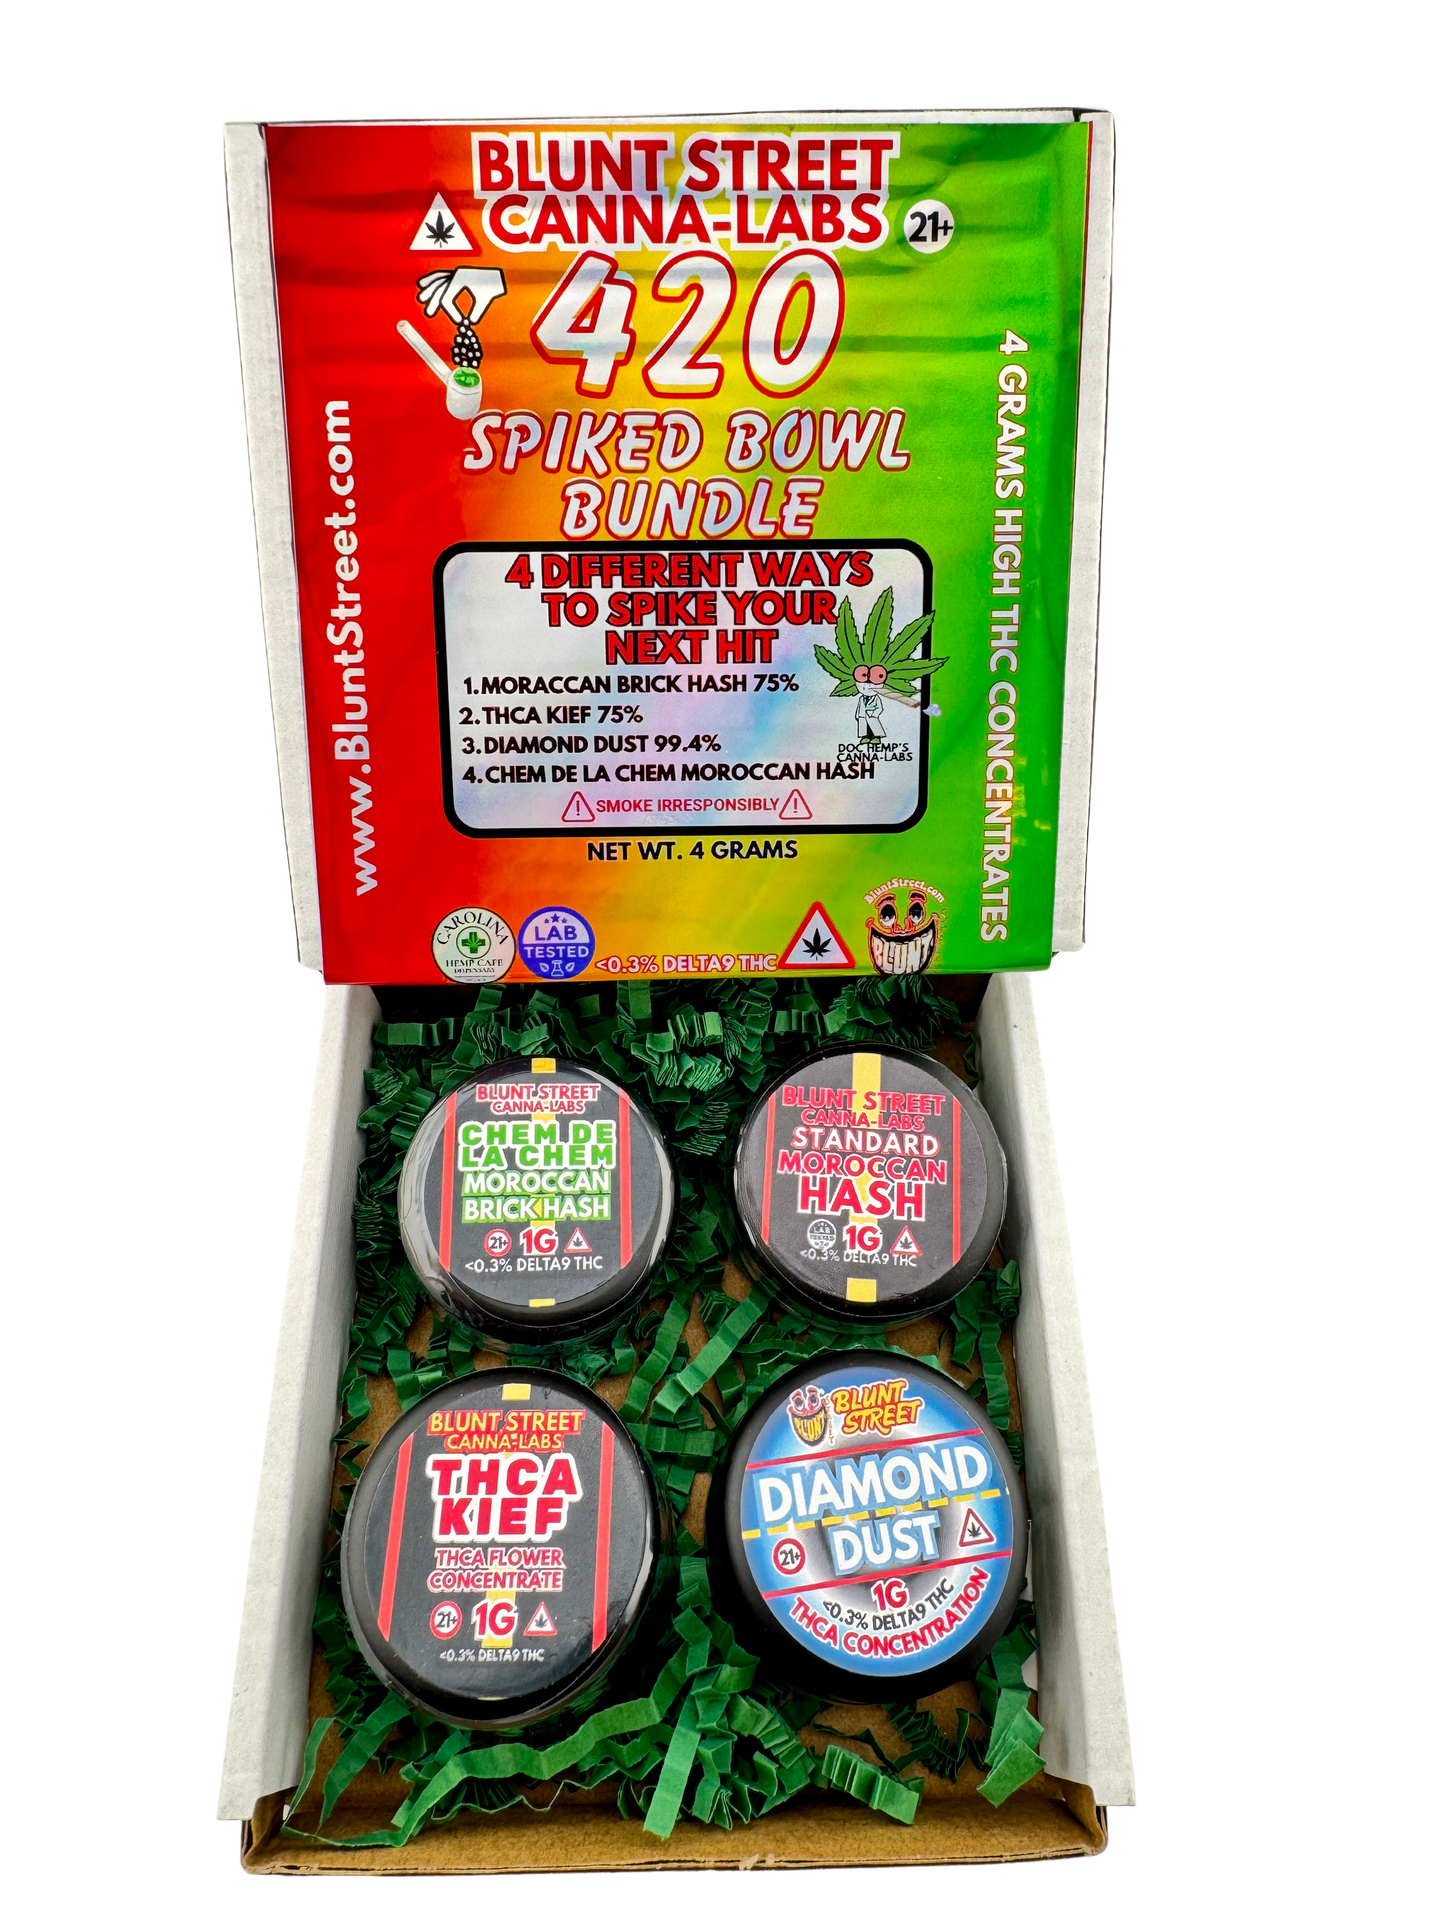 BLUNT STREET
CANNA-LABS
21+
420
SPIKED BOWL
BUNDLE
www.BluntStreet.com
4 GRAMS HIGH THC CONCENTRATES
4 DIFFERENT WAYS
TO SPIKE YOUR
NEXT HIT
1. MORACCAN BRICK HASH 75%
2. THCA KIEF 75%
3. DIAMOND DUST 99.4%
4. CHEM DE LA CHEM MOROCCAN HASH
DOC HEMP'S
CANNA-LABS
SMOKE IRRESPONSIBLY
NET WT. 4 GRAMS
CAROLINA
HEMP CAFE
DISPENSARY
LAB
TESTED
<0.3% DELTA9 THC
BluntStreet.com
BLUNT
BLUNT STREET
CANNA-LABS
CHEM DE
LA CHEM
MOROCCAN
BRICK HASH
21+ 1G
<0.3% DELTA9 THC
BLUNT STREET
CANNA-LABS
STANDARD
MOROCCAN
HASH
LAB
TESTED
1G
<0.3% DELTA9 THC
BLUNT STREET
CANNA-LABS
THCA
KIEF
THCA FLOWER
CONCENTRATE
21+ 1G
<0.3% DELTA9 THC
BLUNT
BLUNT
STREET
DIAMOND
DUST
21+
1G
<0.3% DELTA9 THC
THCA CONCENTRATION